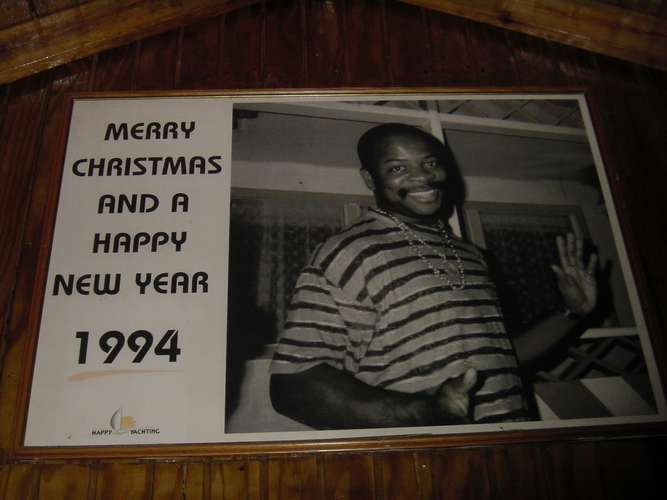 MERRY
CHRISTMAS
AND A
HAPPY
NEW YEAR
1994
HAPPY YACHTING